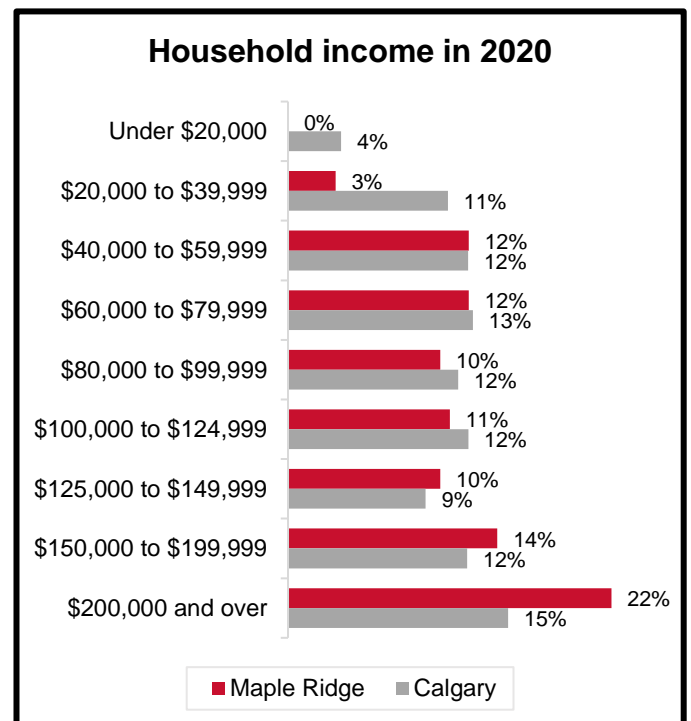 Household income in 2020
Under $20,000
0%
4%
$20,000 to $39,999
3%
11%
$40,000 to $59,999
12%
12%
$60,000 to $79,999
12%
13%
$80,000 to $99,999
10%
12%
$100,000 to $124,999
11%
12%
$125,000 to $149,999
10%
9%
$150,000 to $199,999
14%
12%
$200,000 and over
22%
15%
Maple Ridge Calgary